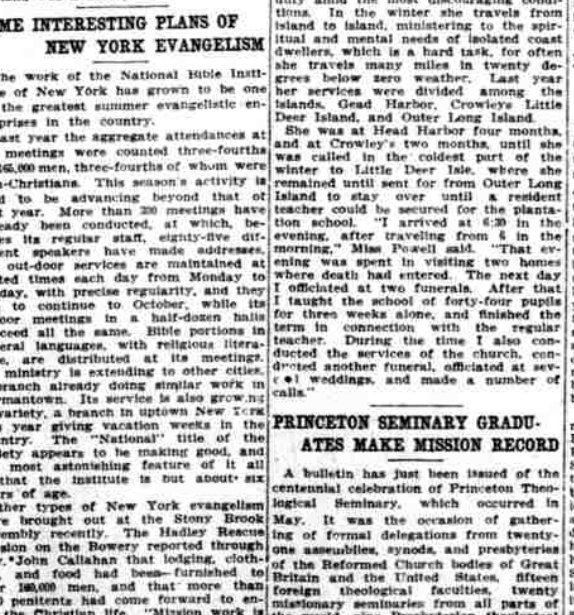 ME INTERESTING PLANS OF
NEW YORK EVANGELISM
he work of the National Bible Insti-
e of New York has grown to be one
the greatest summer evangelistic en-
prises in the country.
ast year the aggregate attendances at
meetings were counted three-fourths
165,000 men, three-fourths of whom were
-Christians. This season's activity is
d to be advancing beyond that of
t year. More than 200 meetings have
eady been conducted, at which, be-
es its regular staff, eighty-five dif-
ent speakers have made addresses.
out-door services are maintained at
ted times each day from Monday to
day, with precise regularity, and they
to continue to October, while its
oor meetings in a half-dozen halls
ceed all the same. Bible portions in
eral languages, with religious litera-
e, are distributed at its meetings.
ministry is extending to other cities,
branch already doing similar work in
mantown. Its service is also growing
variety, a branch in uptown New York
year giving vacation weeks in the
ntry. The "National" title of the
iety appears to be making good, and
most astonishing feature of it all
that the institute is but about six
rs of age.
ther types of New York evangelism
e brought out at the Stony Brook
embly recently. The Hadley Rescue
sion on the Bowery reported through
John Callahan that lodging, cloth-
and food had been furnished to
r 160,000 men, and that more than
penitents had come forward to en-
the Christian life. "Mission work is
tions. In the winter she travels from
island to island, ministering to the spir-
itual and mental needs of isolated coast
dwellers, which is a hard task, for often
she travels many miles in twenty de-
grees below zero weather. Last year
her services were divided among the
islands, Gead Harbor, Crowleys Little
Deer Island, and Outer Long Island.
She was at Head Harbor four months,
and at Crowley's two months, until she
was called in the coldest part of the
winter to Little Deer Isle, where she
remained until sent for from Outer Long
Island to stay over until a resident
teacher could be secured for the planta-
tion school. "I arrived at 6:30 in the
evening, after traveling from 6 in the
morning," Miss Powell said. "That ev-
ening was spent in visiting two homes
where death had entered. The next day
I officiated at two funerals. After that
I taught the school of forty-four pupils
for three weeks alone, and finished the
term in connection with the regular
teacher. During the time I also con-
ducted the services of the church, con-
ducted another funeral, officiated at sev-
weddings, and made a number of
calls."
PRINCETON SEMINARY GRADU-
ATES MAKE MISSION RECORD
A bulletin has just been issued of the
centennial celebration of Princeton Theo-
logical Seminary, which occurred in
May. It was the occasion of gather-
ing of formal delegations from twenty-
one assemblies, synods, and presbyteries
of the Reformed Church bodies of Great
Britain and the United States, fifteen
foreign theological faculties, twenty
missionary seminaries from all parts of